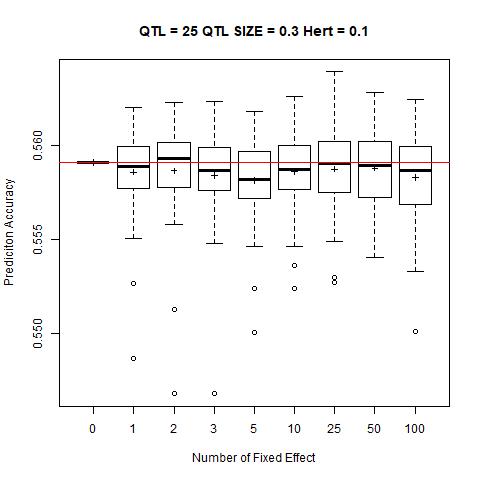 QTL = 25 QTL SIZE = 0.3 Hert = 0.1
Prediciton Accuracy
0.560
0.555
0.550
0 1 2 3 5 10 25 50 100
Number of Fixed Effect